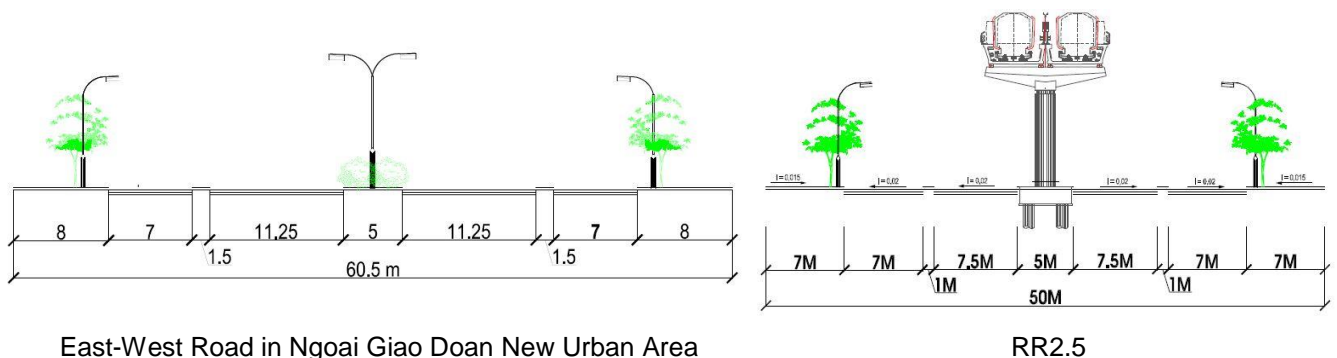 8 7 11.25 5 11.25 7 8
1.5 1.5
60.5 m
East-West Road in Ngoai Giao Doan New Urban Area
I=0,015 I=0,02 I=0,02 I=0,02 I=0,02 I=0,015
7M 7M 7.5M 5M 7.5M 7M 7M
1M 1M
50M
RR2.5